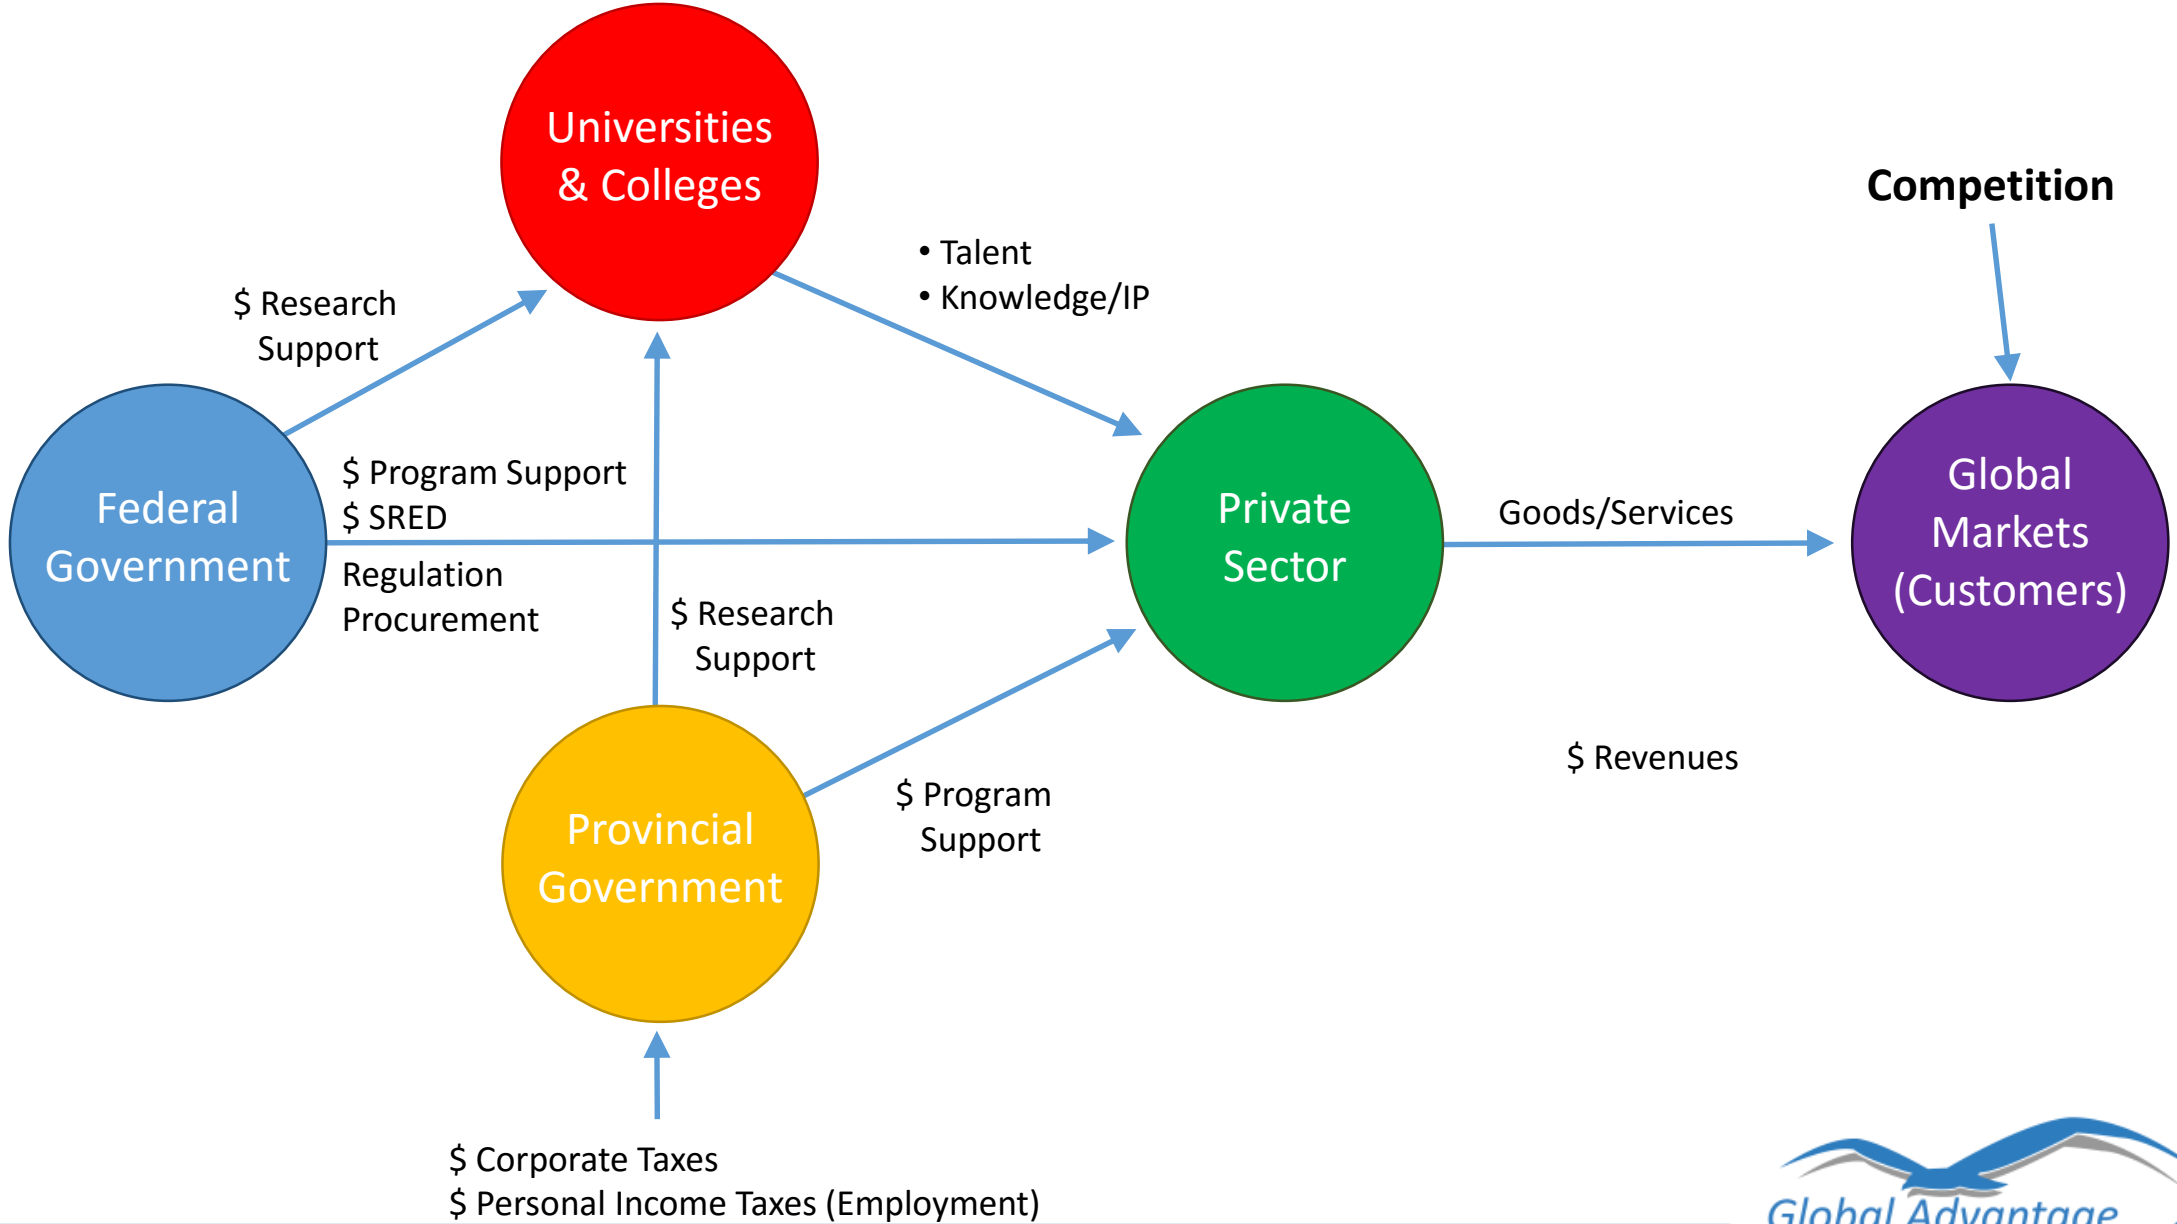 Universities
& Colleges
Competition
• Talent
• Knowledge/IP
$ Research
Support
$ Program Support
$ SRED
Federal
Government
Regulation
Procurement
$ Research
Support
Private
Sector
Goods/Services
Global
Markets
(Customers)
$ Revenues
$ Program
Support
Provincial
Government
$ Corporate Taxes
$ Personal Income Taxes (Employment)
Global Advantage